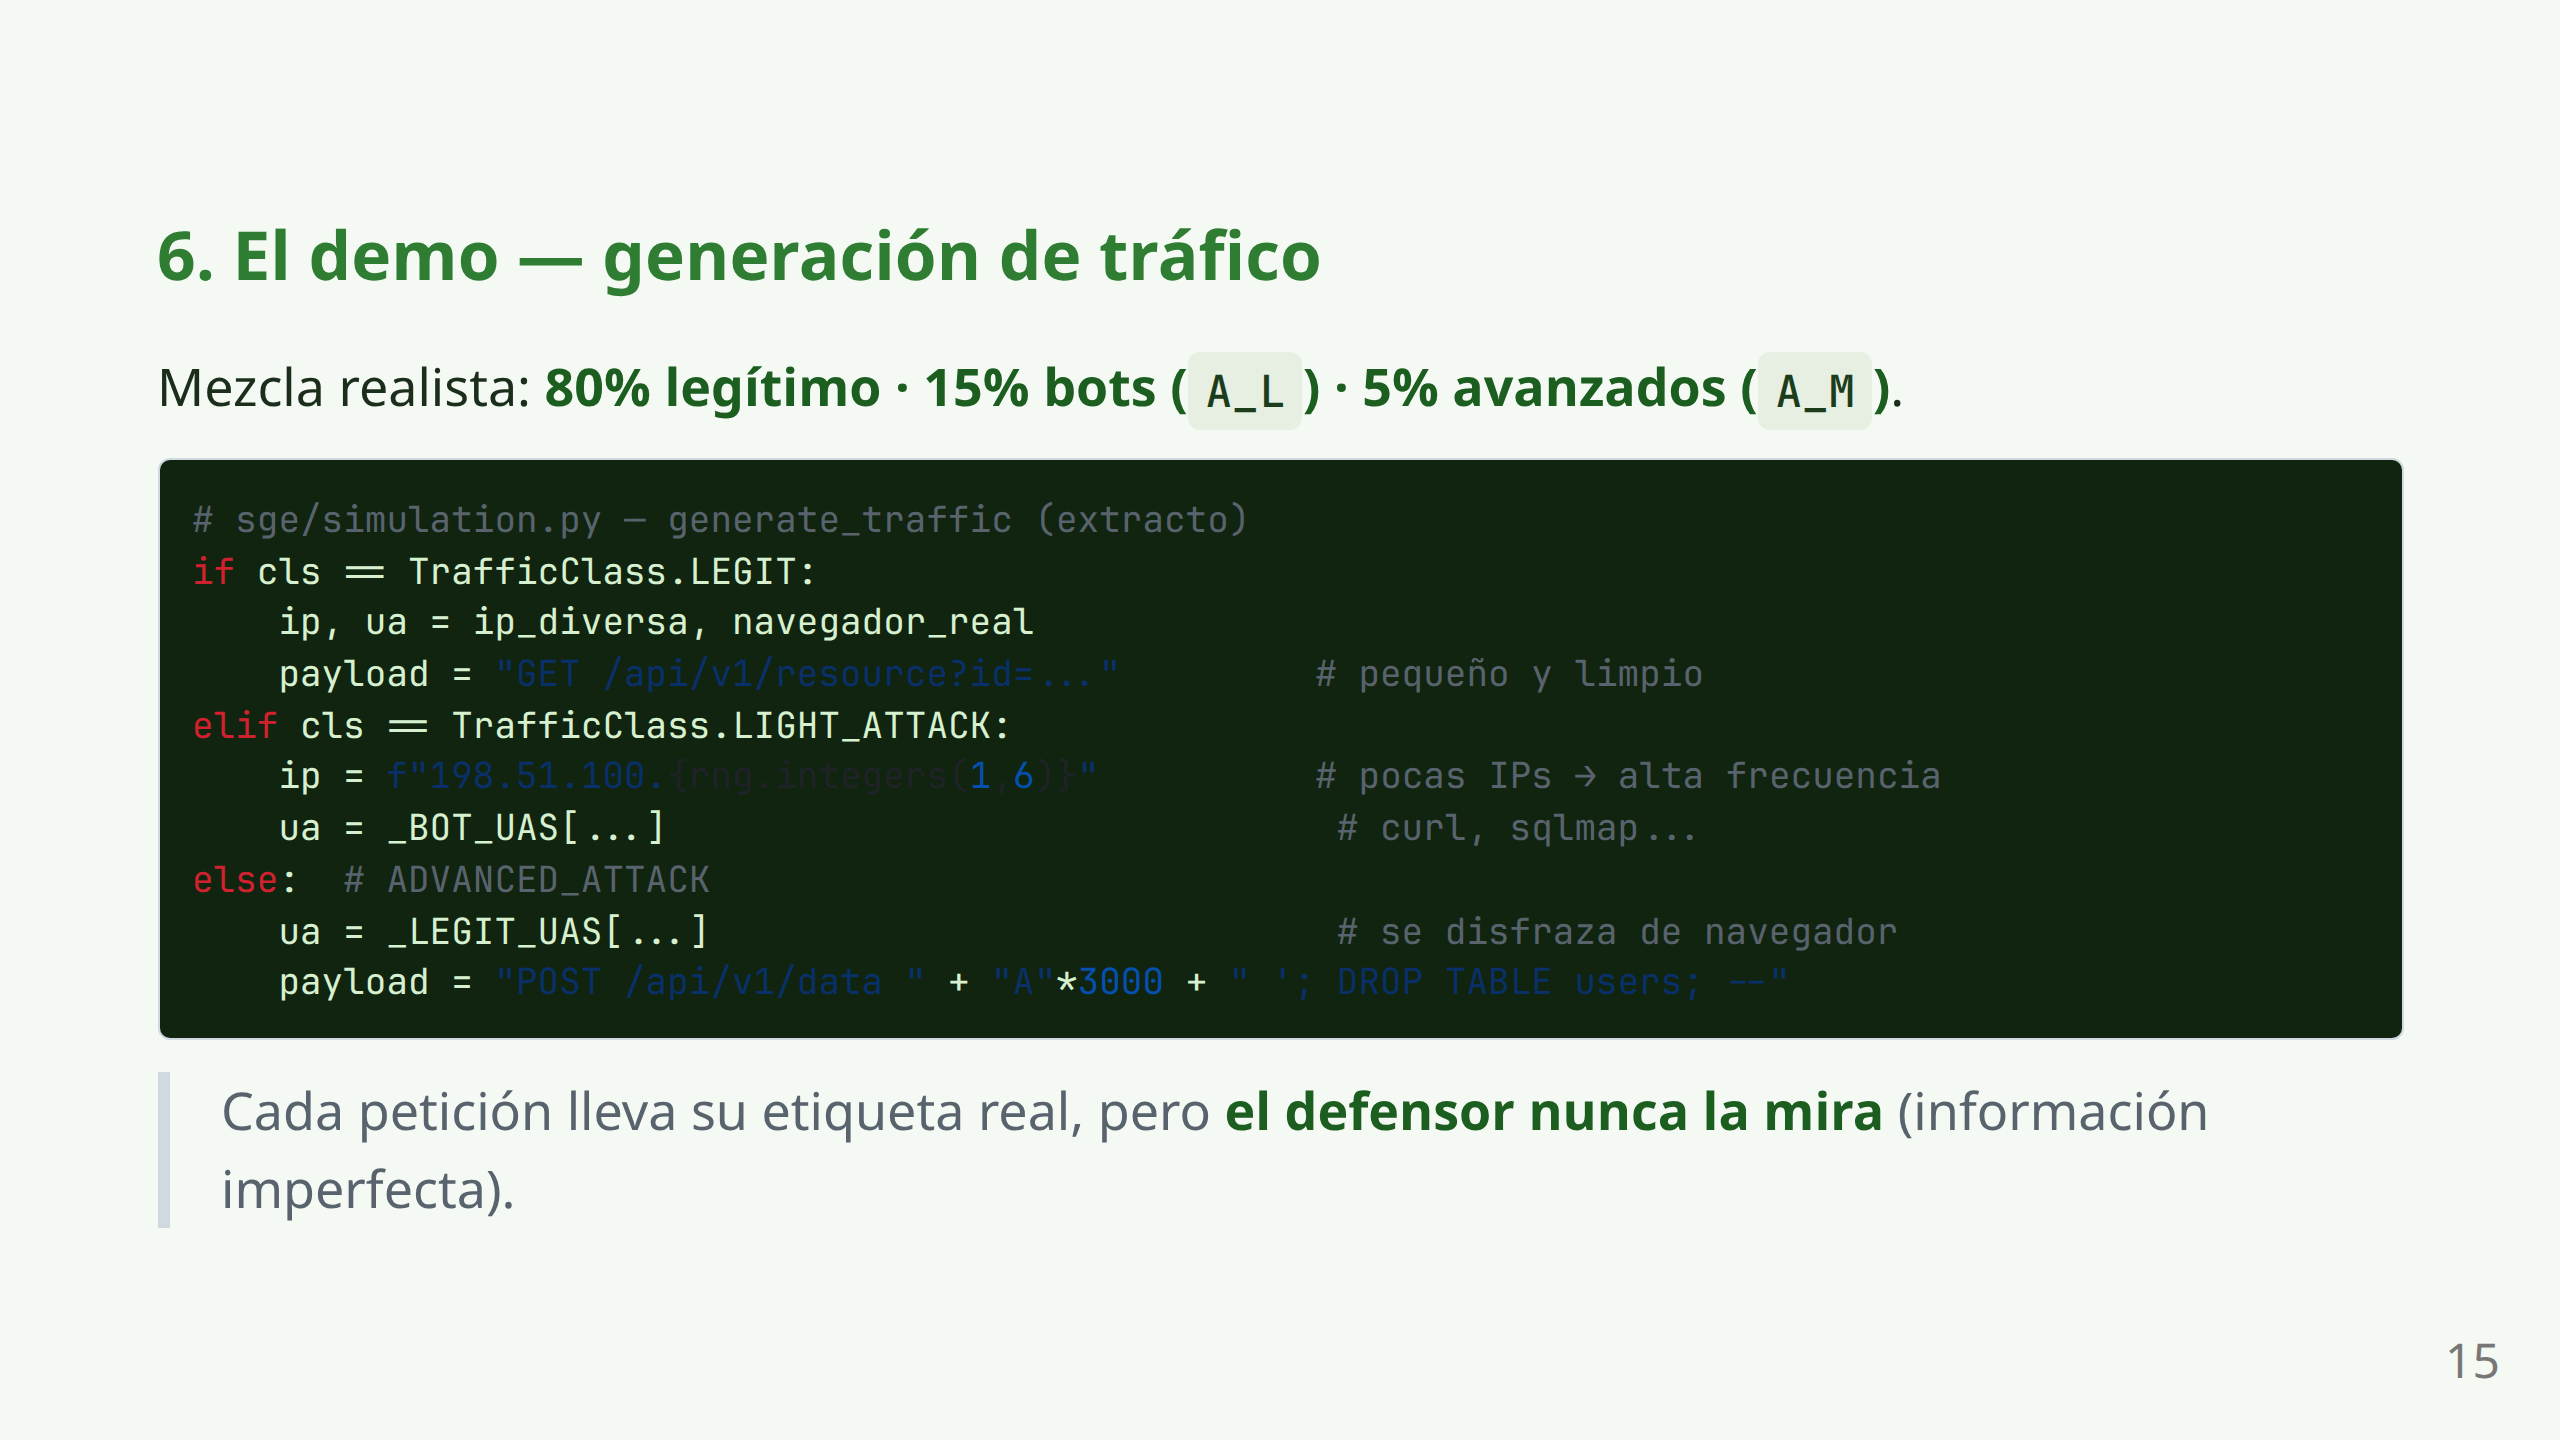 6. El demo — generación de tráfico
Mezcla realista: 80% legítimo · 15% bots ( A_L ) · 5% avanzados ( A_M ).
# sge/simulation.py — generate_traffic (extracto)
if cls == TrafficClass.LEGIT:
    ip, ua = ip_diversa, navegador_real
    payload = "GET /api/v1/resource?id=..."         # pequeño y limpio
elif cls == TrafficClass.LIGHT_ATTACK:
    ip = f"198.51.100.{rng.integers(1,6)}"          # pocas IPs → alta frecuencia
    ua = _BOT_UAS[...]                               # curl, sqlmap...
else:  # ADVANCED_ATTACK
    ua = _LEGIT_UAS[...]                             # se disfraza de navegador
    payload = "POST /api/v1/data " + "A"*3000 + " '; DROP TABLE users; --"
Cada petición lleva su etiqueta real, pero el defensor nunca la mira (información
imperfecta).
15